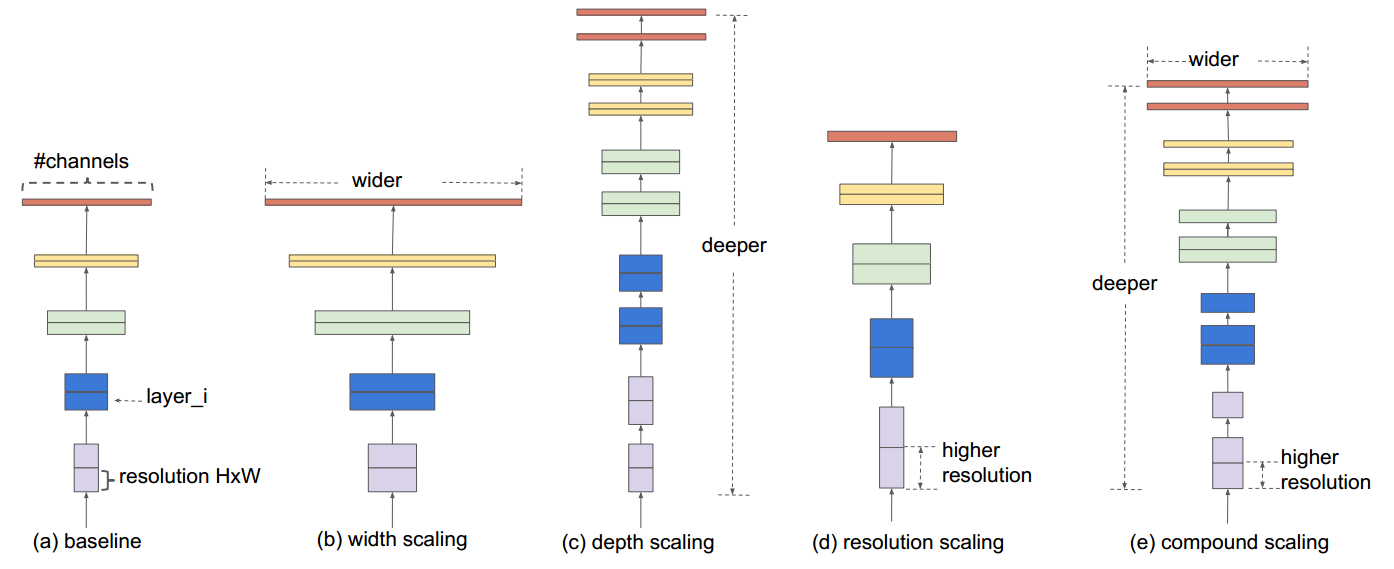 #channels
layer_i
resolution HxW
(a) baseline
wider
(b) width scaling
deeper
(c) depth scaling
higher
resolution
(d) resolution scaling
wider
deeper
higher
resolution
(e) compound scaling